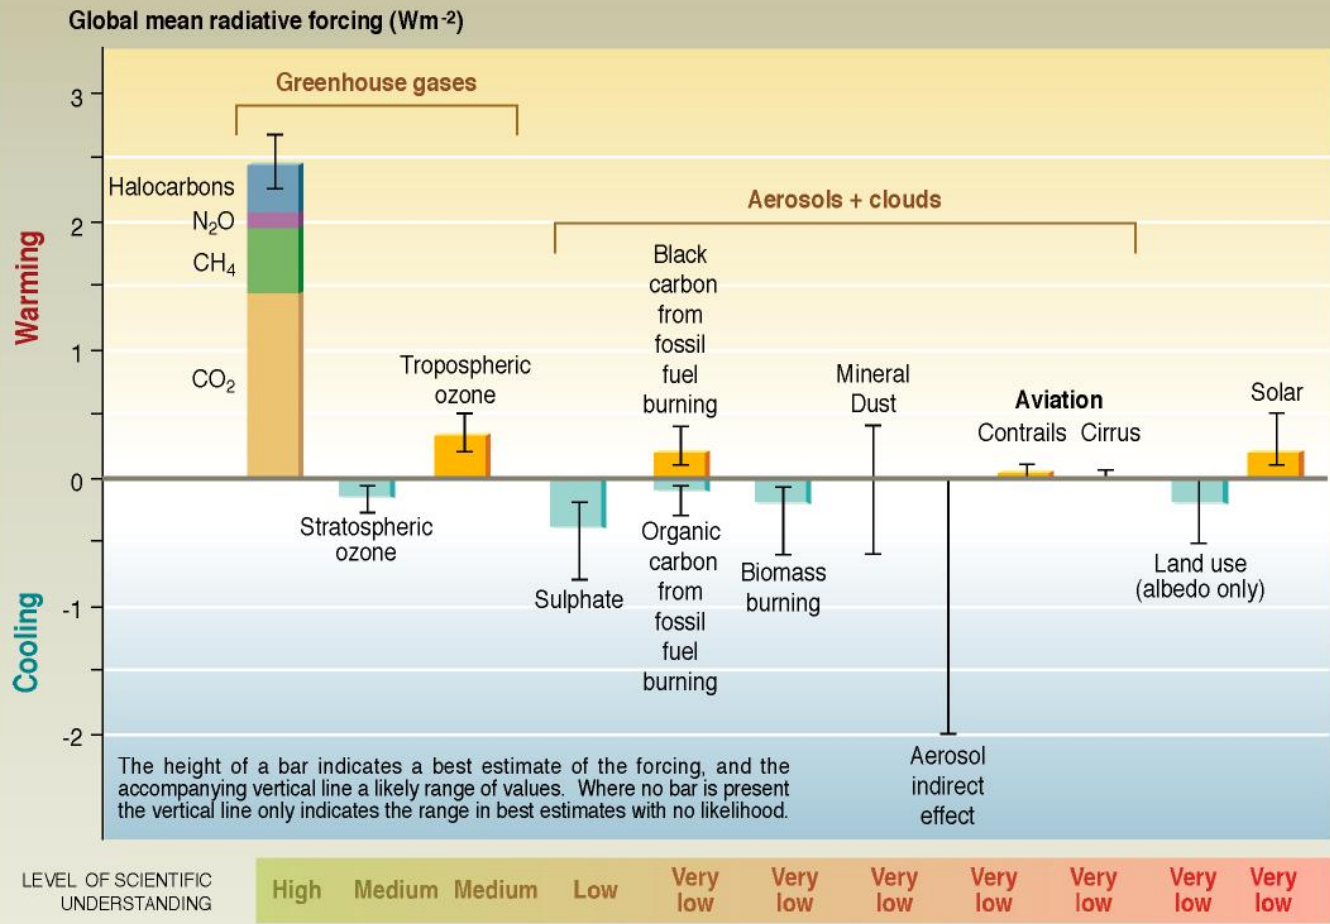 Global mean radiative forcing (Wm-2)
3
2
1
0
-1
-2
Warming
Cooling
Greenhouse gases
Halocarbons
N2O
CH4
CO2
Stratospheric
ozone
Tropospheric
ozone
Aerosols + clouds
Sulphate
Black
carbon
from
fossil
fuel
burning
Organic
carbon
from
fossil
fuel
burning
Biomass
burning
Mineral
Dust
Aerosol
indirect
effect
Aviation
Contrails Cirrus
Land use
(albedo only)
Solar
The height of a bar indicates a best estimate of the forcing, and the
accompanying vertical line a likely range of values. Where no bar is present
the vertical line only indicates the range in best estimates with no likelihood.
LEVEL OF SCIENTIFIC
UNDERSTANDING
High
Medium
Medium
Low
Very
low
Very
low
Very
low
Very
low
Very
low
Very
low
Very
low